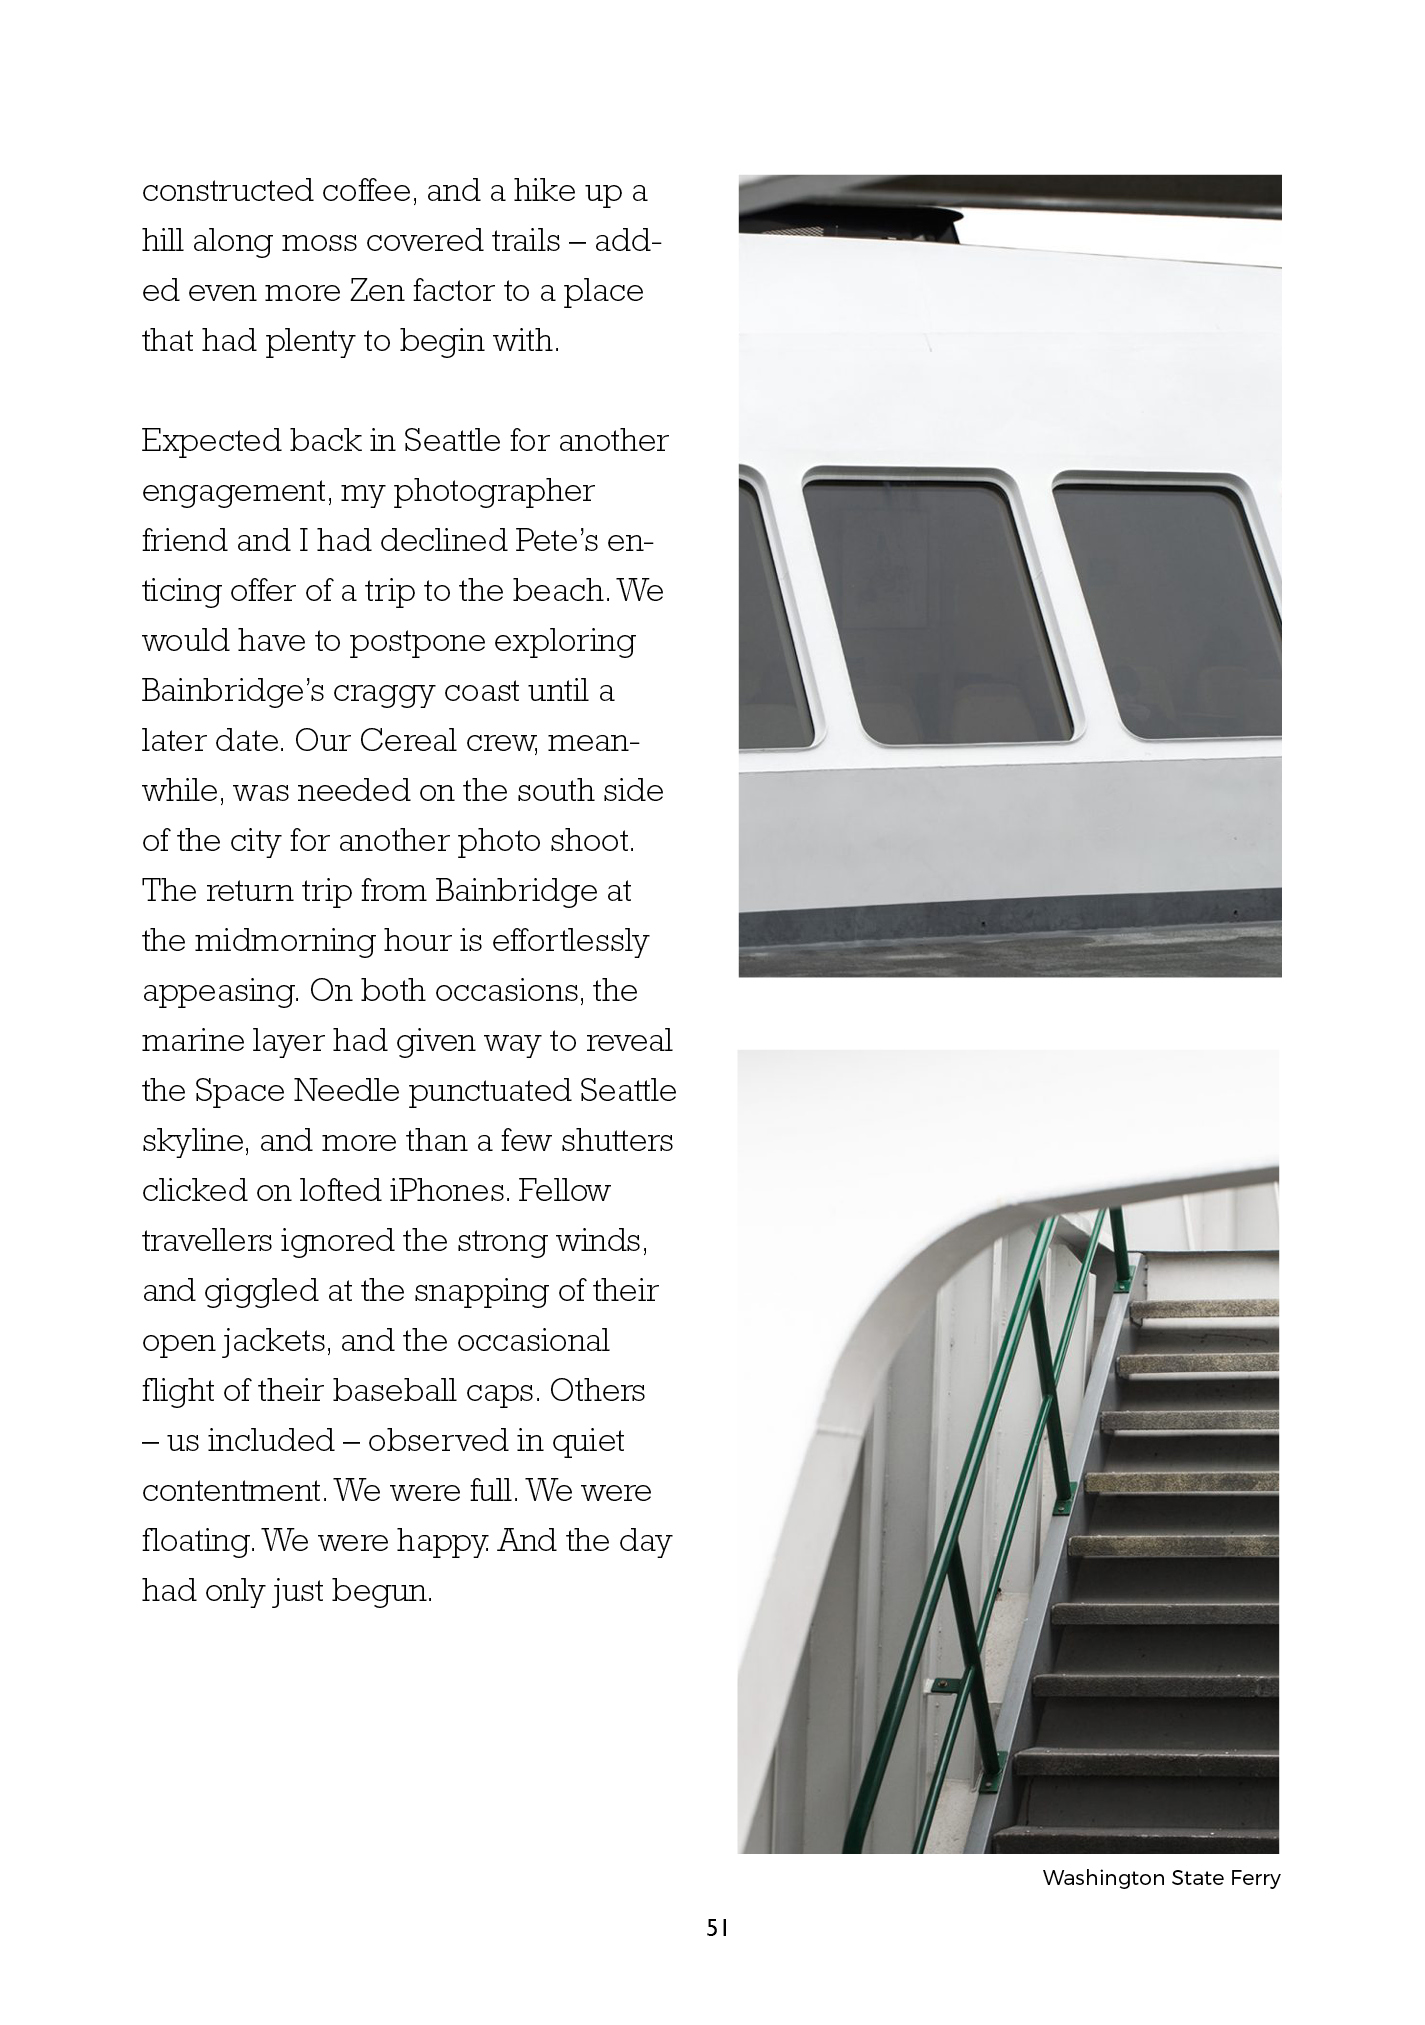 constructed coffee, and a hike up a
hill along moss covered trails – add-
ed even more Zen factor to a place
that had plenty to begin with.
Expected back in Seattle for another
engagement, my photographer
friend and I had declined Pete’s en-
ticing offer of a trip to the beach. We
would have to postpone exploring
Bainbridge’s craggy coast until a
later date. Our Cereal crew, mean-
while, was needed on the south side
of the city for another photo shoot.
The return trip from Bainbridge at
the midmorning hour is effortlessly
appeasing. On both occasions, the
marine layer had given way to reveal
the Space Needle punctuated Seattle
skyline, and more than a few shutters
clicked on lofted iPhones. Fellow
travellers ignored the strong winds,
and giggled at the snapping of their
open jackets, and the occasional
flight of their baseball caps. Others
– us included – observed in quiet
contentment. We were full. We were
floating. We were happy. And the day
had only just begun.
Washington State Ferry
51